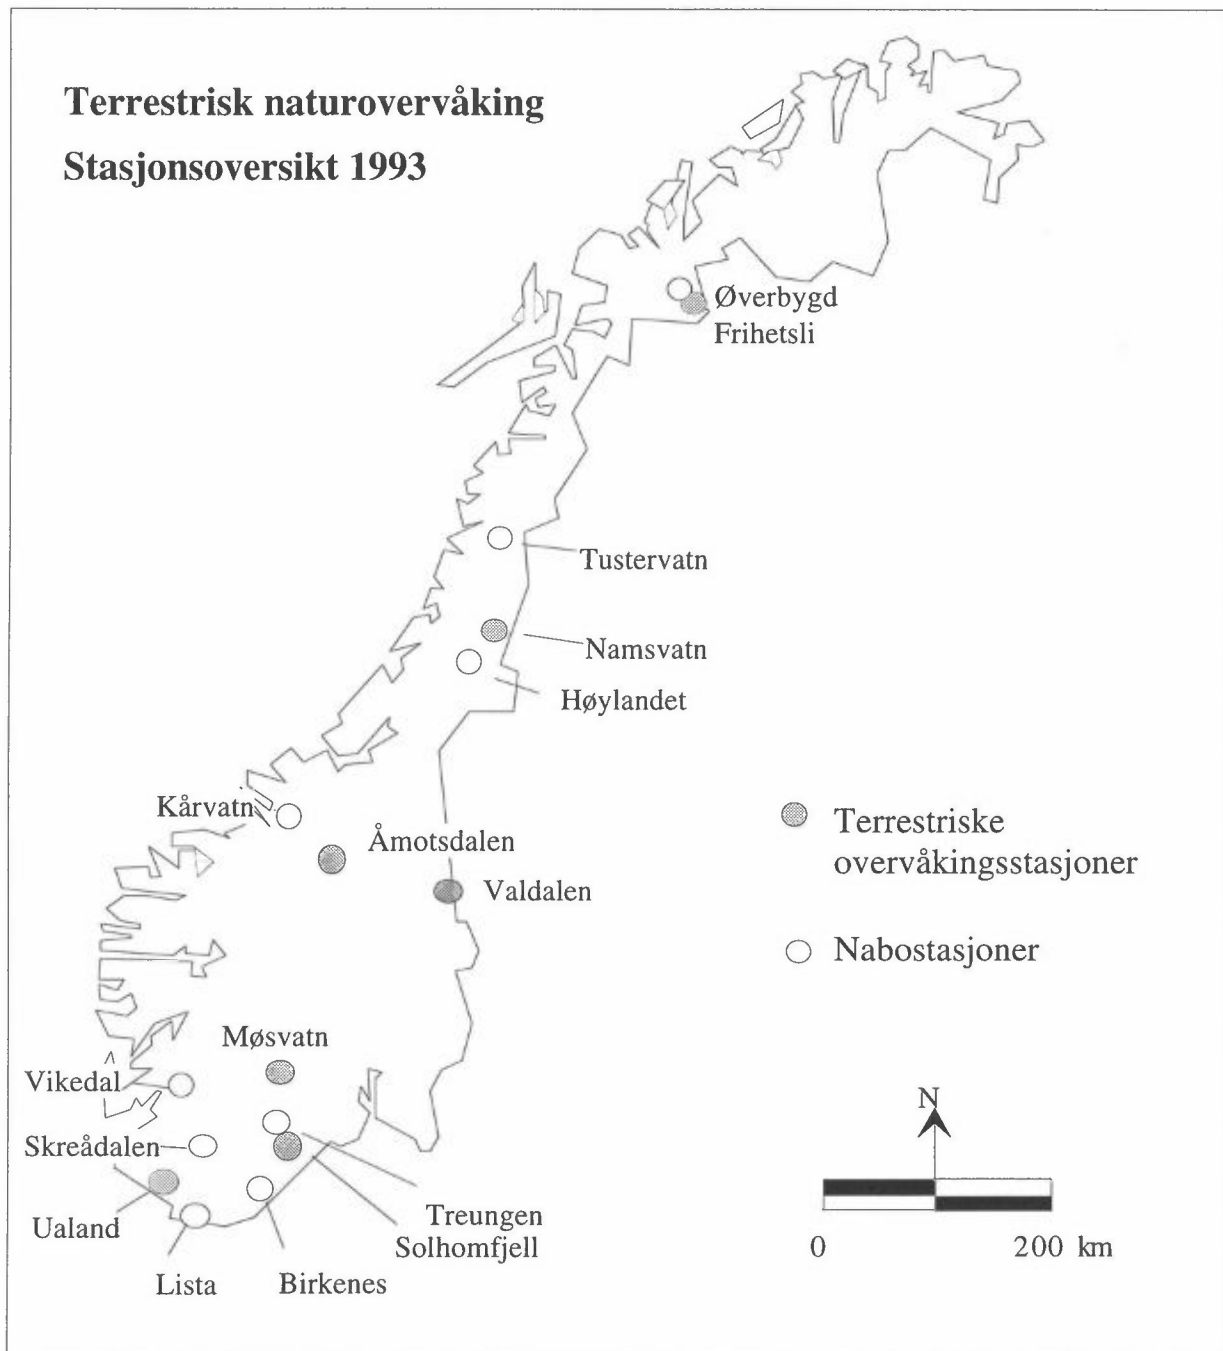 Terrestrisk naturovervåking
Stasjonsoversikt 1993
Øverbygd
Frihetsli
Tustervatn
Namsvatn
Høylandet
Kårvatn
Åmotsdalen
Valdalen
Terrestriske
overvåkingsstasjoner
Nabostasjoner
Møsvatn
Vikedal
Skreådalen
Ualand
Lista
Birkenes
Treungen
Solhomfjell
N
0 200 km